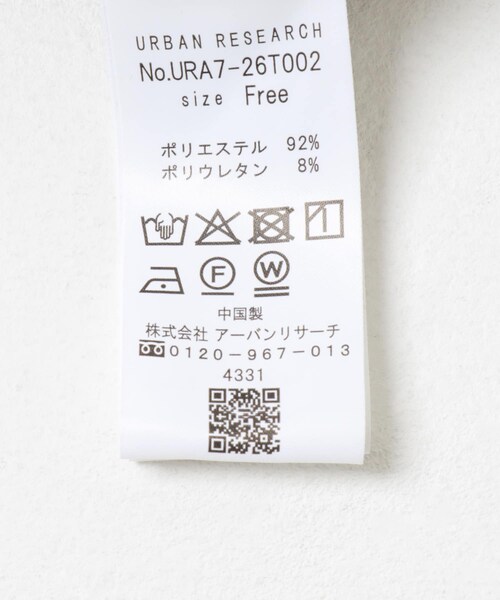 URBAN RESEARCH
No.URA7-26T002
size Free
ポリエステル 92%
ポリウレタン 8%
F W
中国製
株式会社 アーバンリサーチ
0120-967-013
4331